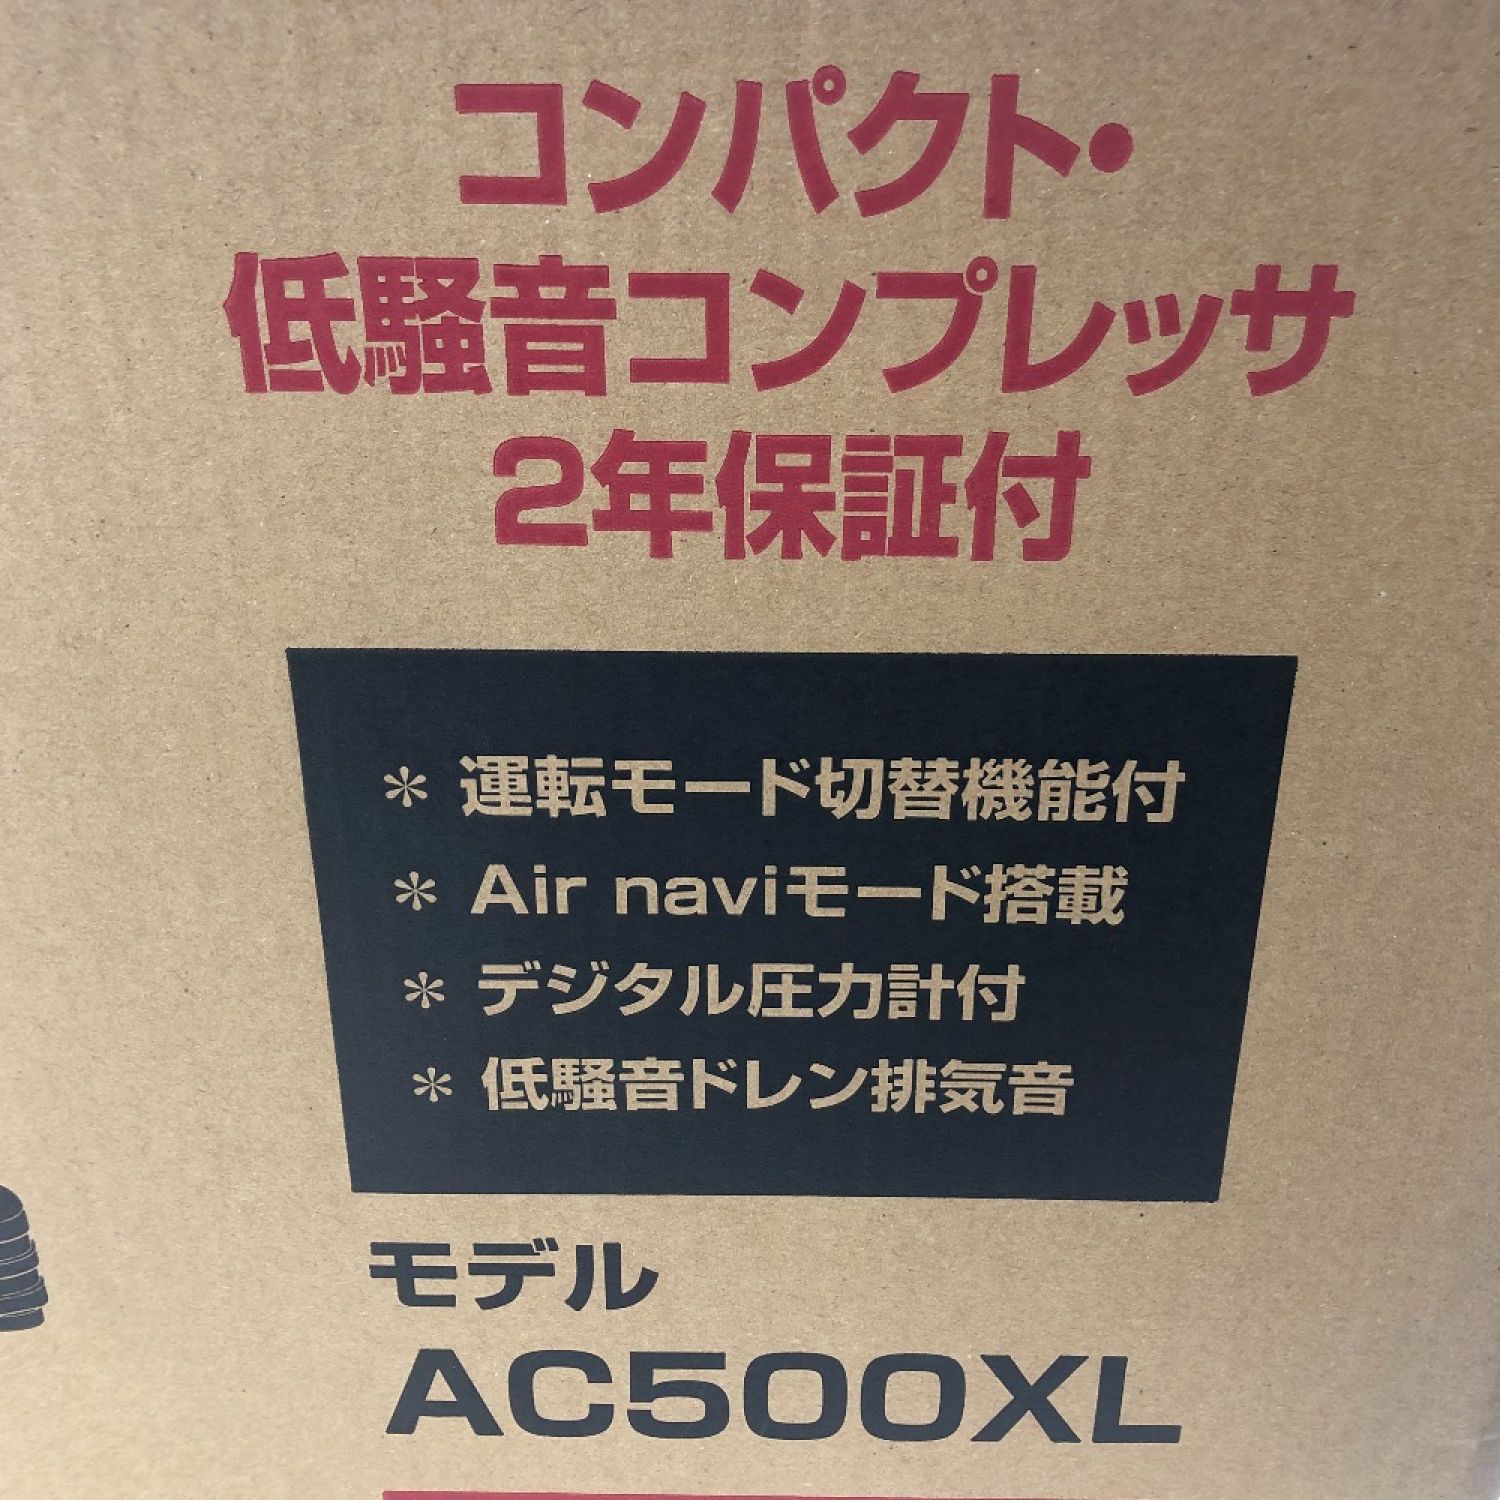 コンパクト・
低騒音コンプレッサ
2年保証付
* 運転モード切替機能付
* Air naviモード搭載
* デジタル圧力計付
* 低騒音ドレン排気音
モデル
AC500XL